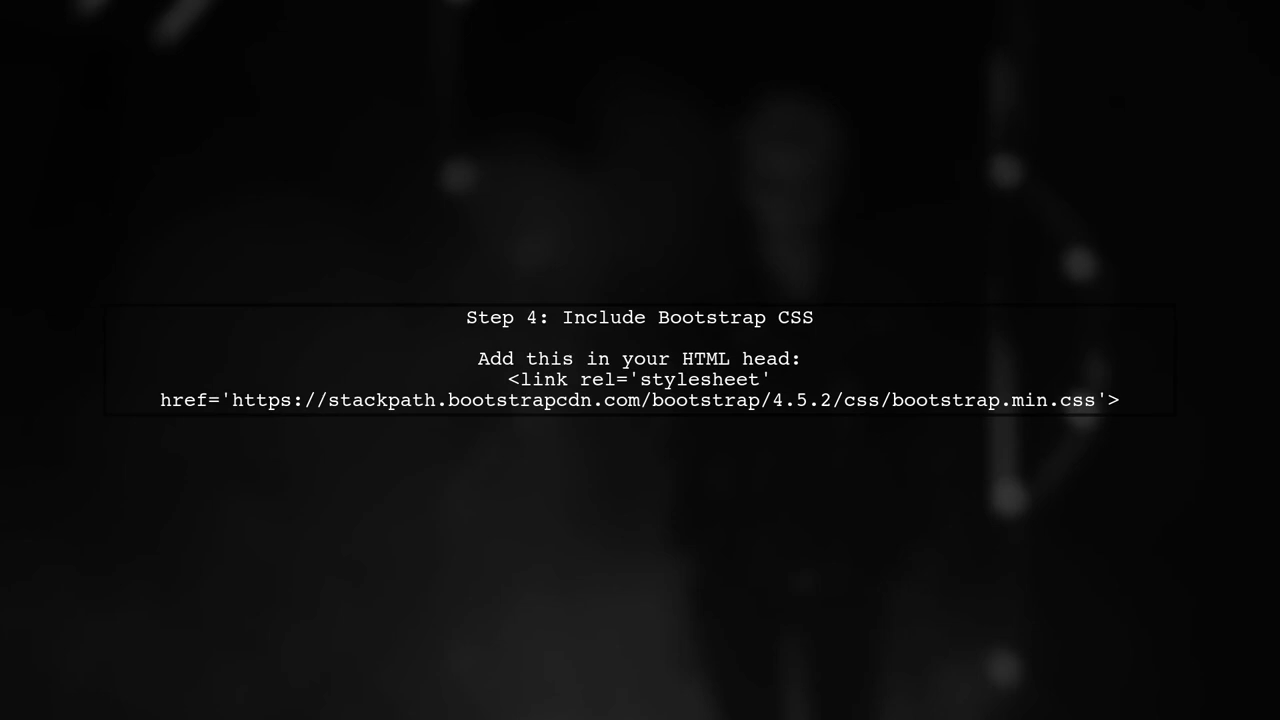 Step 4: Include Bootstrap CSS
Add this in your HTML head:
<link rel='stylesheet'
href='https://stackpath.bootstrapcdn.com/bootstrap/4.5.2/css/bootstrap.min.css'>